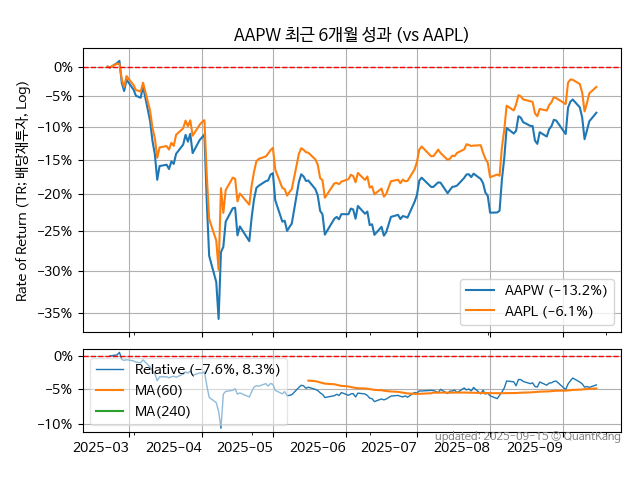 AAPW 최근 6개월 성과 (vs AAPL)
Rate of Return (TR: 배당재투자, Log)
0%
−5%
−10%
−15%
−20%
−25%
−30%
−35%
AAPW (−13.2%)
AAPL (−6.1%)
0%
−5%
−10%
Relative (−7.6%, 8.3%)
MA(60)
MA(240)
2025-03 2025-04 2025-05 2025-06 2025-07 2025-08 2025-09
updated: 2025-09-15 © QuantKang